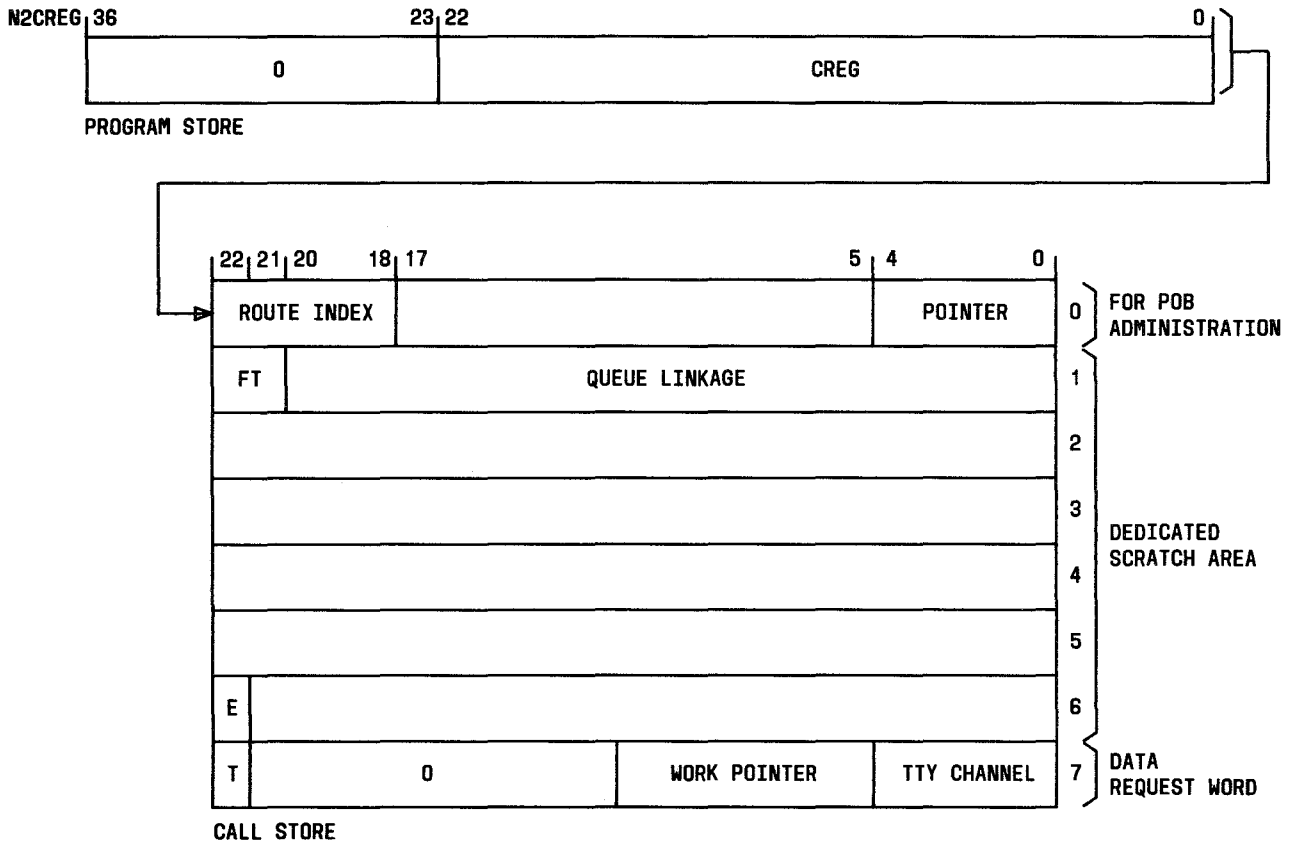 N2CREG 36 23 22 0
0 CREG
PROGRAM STORE
22 21 20 18 17 5 4 0
ROUTE INDEX POINTER 0 FOR POB
ADMINISTRATION
FT QUEUE LINKAGE 1
2
3
DEDICATED
SCRATCH AREA
4
5
E 6
T 0 WORK POINTER TTY CHANNEL 7 DATA
REQUEST WORD
CALL STORE